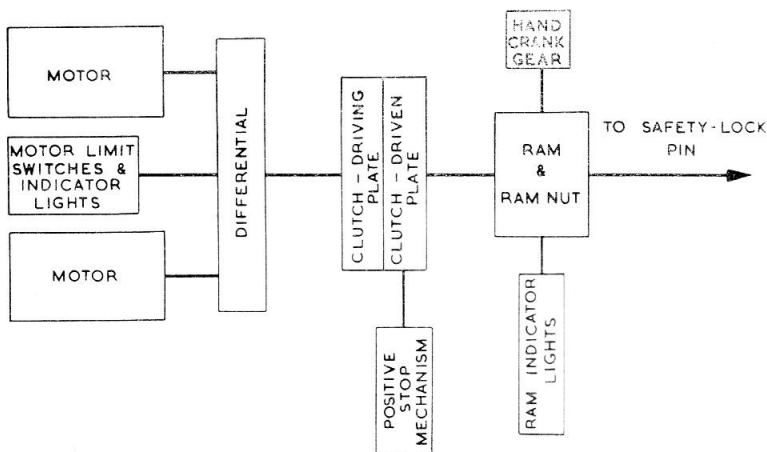 MOTOR
MOTOR LIMIT
SWITCHES &
INDICATOR
LIGHTS
MOTOR
DIFFERENTIAL
CLUTCH - DRIVING
PLATE
CLUTCH - DRIVEN
PLATE
POSITIVE
STOP
MECHANISM
HAND
CRANK
GEAR
RAM
&
RAM NUT
RAM INDICATOR
LIGHTS
TO SAFETY-LOCK
PIN